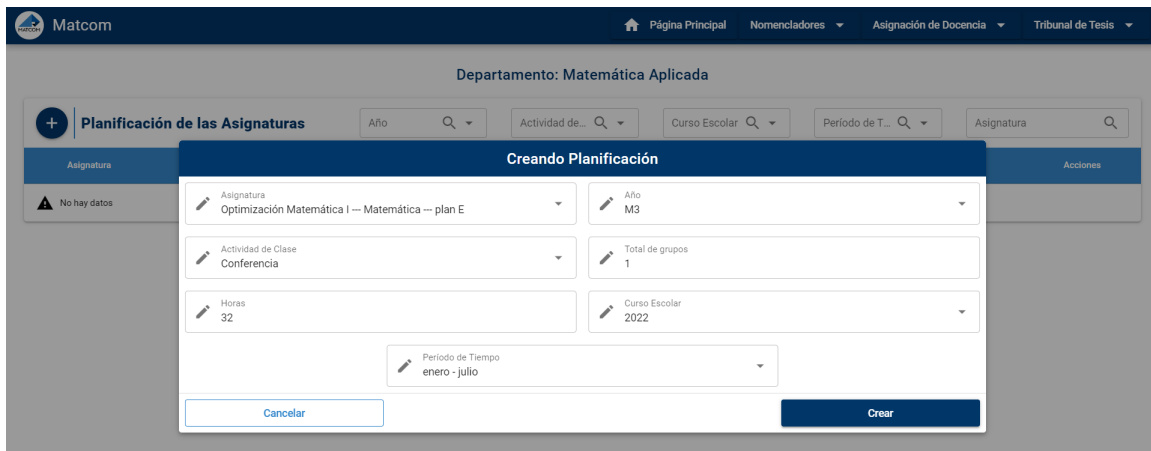 MATCOM
Matcom
Página Principal
Nomencladores
Asignación de Docencia
Tribunal de Tesis
Departamento: Matemática Aplicada
+
Planificación de las Asignaturas
Año
Actividad de...
Curso Escolar
Período de T...
Asignatura
Asignatura
Acciones
No hay datos
Creando Planificación
Asignatura
Optimización Matemática I --- Matemática --- plan E
Año
M3
Actividad de Clase
Conferencia
Total de grupos
1
Horas
32
Curso Escolar
2022
Período de Tiempo
enero - julio
Cancelar
Crear